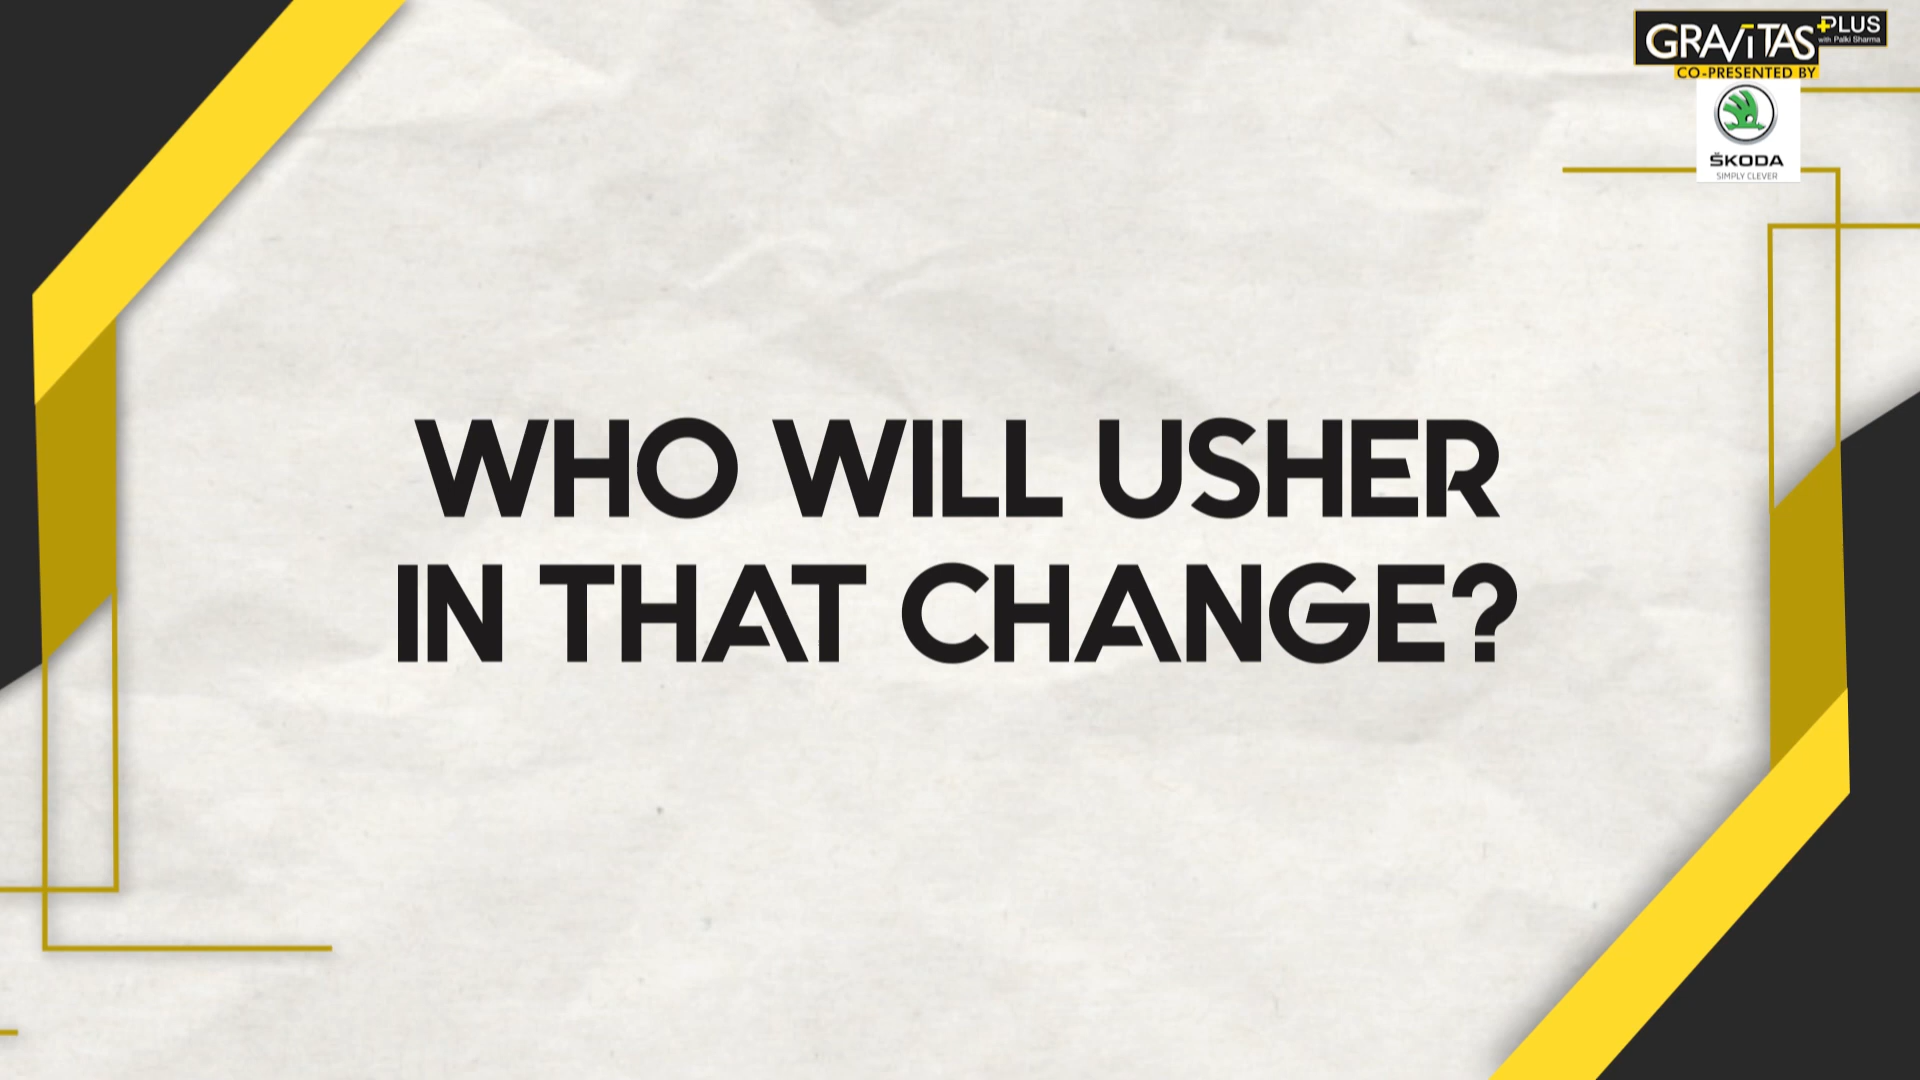 GRAVITAS PLUS
with Palki Sharma
CO-PRESENTED BY
ŠKODA
SIMPLY CLEVER
WHO WILL USHER
IN THAT CHANGE?